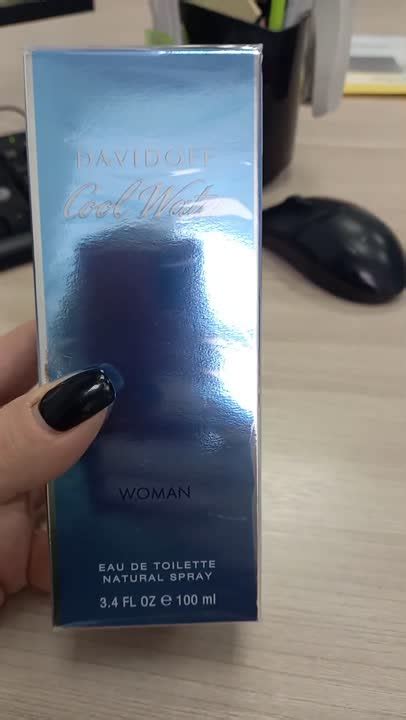 DAVIDOFF
Cool Water
WOMAN
EAU DE TOILETTE
NATURAL SPRAY
3.4 FL OZ ℮ 100 ml